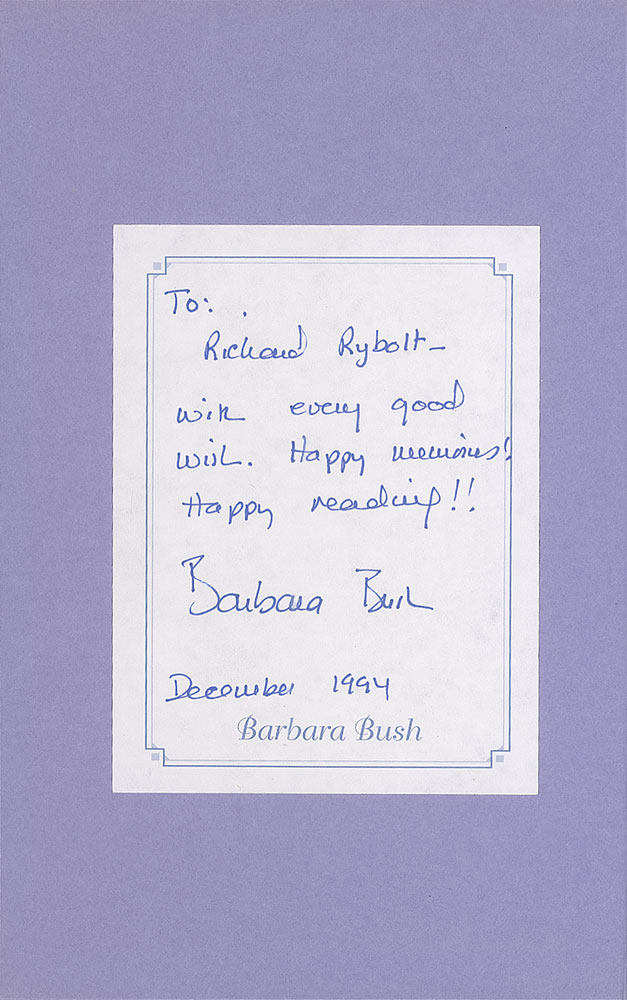 To:
Richard Rybolt-
with every good
wish. Happy memories!
Happy reading!!
Barbara Bush
December 1994
Barbara Bush